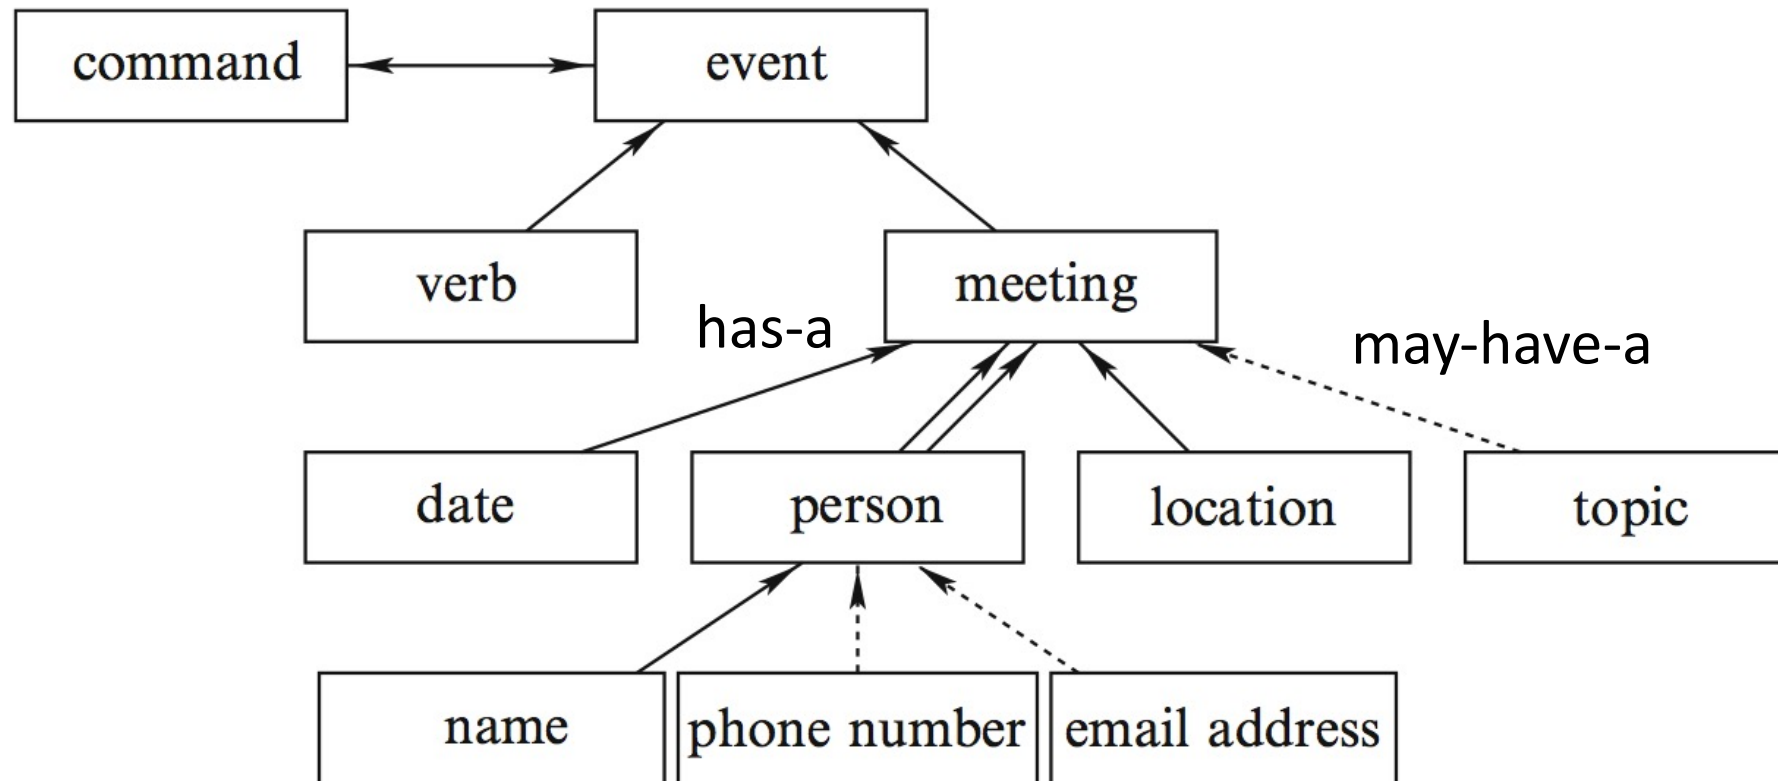 command
event
verb
meeting
has-a
may-have-a
date
person
location
topic
name
phone number
email address